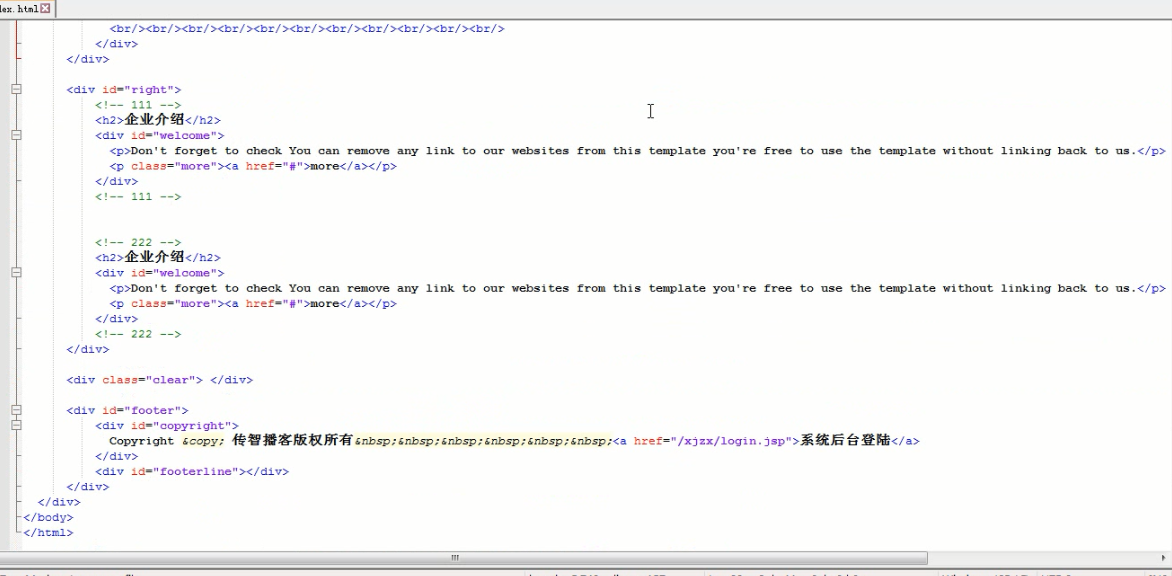 ex.html
<br/><br/><br/><br/><br/><br/><br/><br/><br/><br/><br/>
</div>
</div>
<div id="right">
<!-- 111 -->
<h2>企业介绍</h2>
<div id="welcome">
<p>Don't forget to check You can remove any link to our websites from this template you're free to use the template without linking back to us.</p>
<p class="more"><a href="#">more</a></p>
</div>
<!-- 111 -->
<!-- 222 -->
<h2>企业介绍</h2>
<div id="welcome">
<p>Don't forget to check You can remove any link to our websites from this template you're free to use the template without linking back to us.</p>
<p class="more"><a href="#">more</a></p>
</div>
<!-- 222 -->
</div>
<div class="clear"> </div>
<div id="footer">
<div id="copyright">
Copyright &copy; 传智播客版权所有&nbsp;&nbsp;&nbsp;&nbsp;&nbsp;&nbsp;<a href="/xjzx/login.jsp">系统后台登陆</a>
</div>
<div id="footerline"></div>
</div>
</div>
</body>
</html>